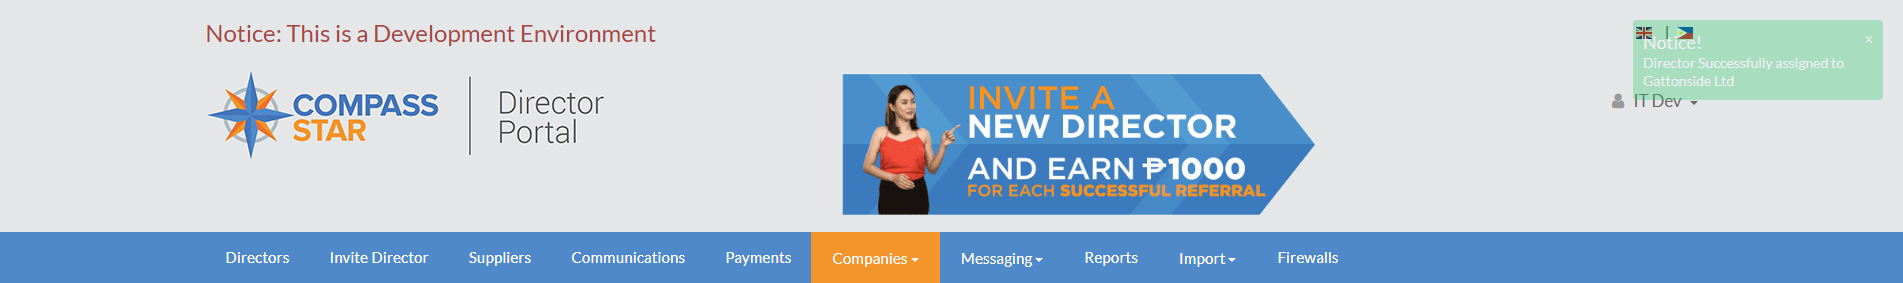 Notice: This is a Development Environment
COMPASS
STAR
Director
Portal
INVITE A
NEW DIRECTOR
AND EARN ₱1000
FOR EACH SUCCESSFUL REFERRAL
Notice!
x
Director Successfully assigned to
Gattonside Ltd
IT Dev
Directors Invite Director Suppliers Communications Payments Companies Messaging Reports Import Firewalls